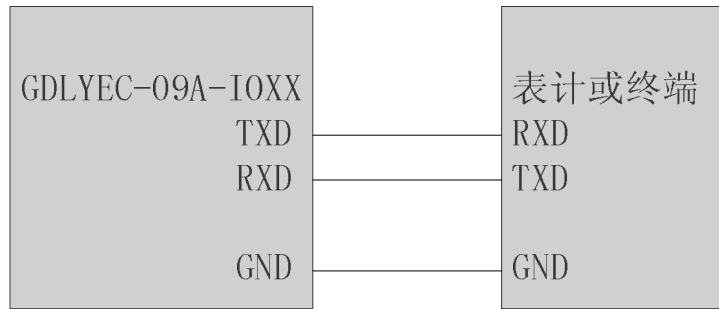 GDLYEC-09A-IOXX
TXD
RXD
GND
表计或终端
RXD
TXD
GND